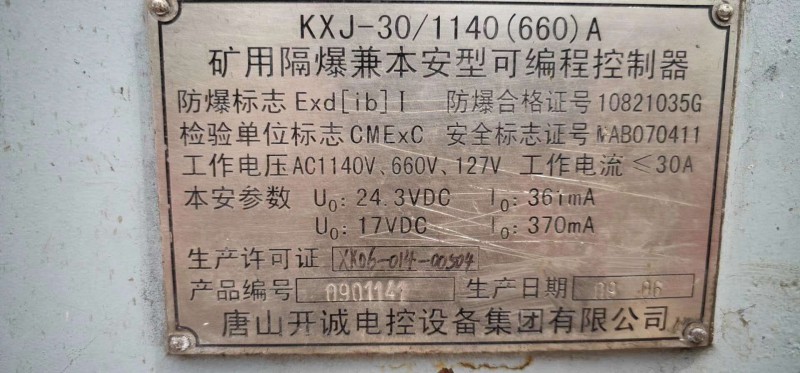 KXJ-30/1140(660)A
矿用隔爆兼本安型可编程控制器
防爆标志 Exd[ib]I 防爆合格证号 10821035G
检验单位标志 CMExC 安全标志证号 MAB070411
工作电压 AC1140V、660V、127V 工作电流 ≤30A
本安参数 U₀: 24.3VDC I₀: 361mA
U₀: 17VDC I₀: 370mA
生产许可证 XK06-014-00504
产品编号 0901141 生产日期 09 06
唐山开诚电控设备集团有限公司